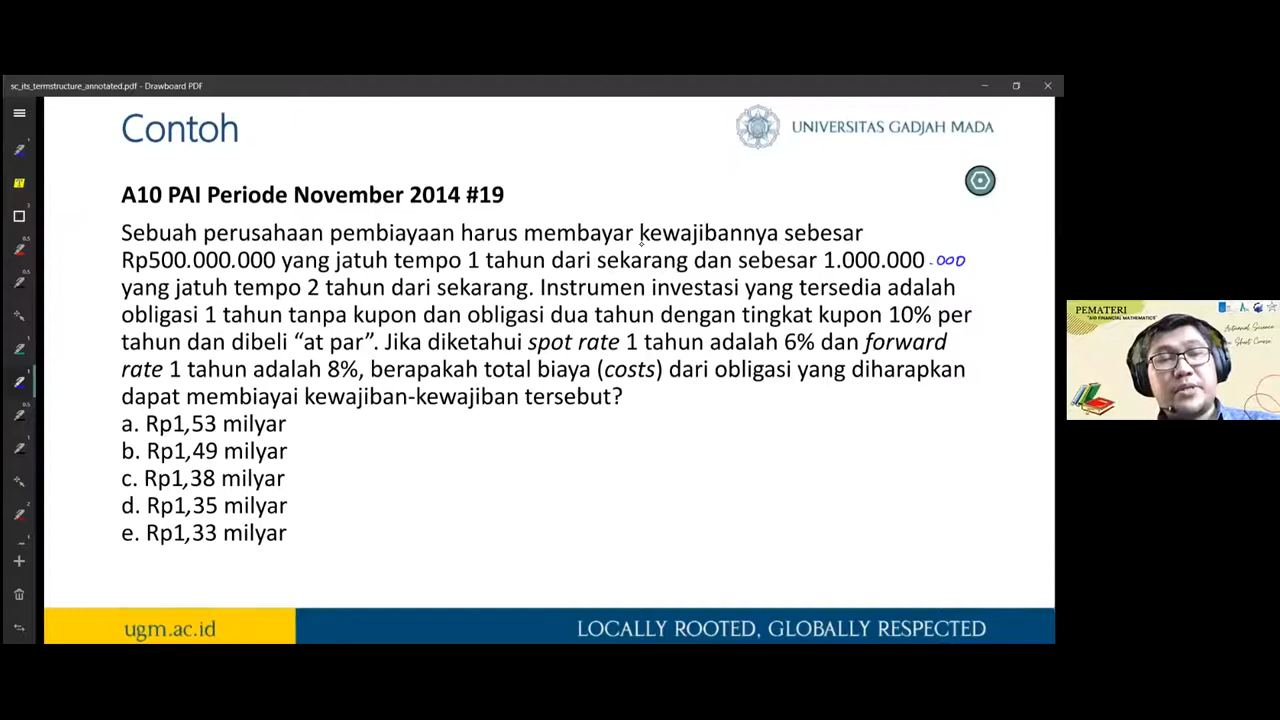 sc_its_termstructure_annotated.pdf - Drawboard PDF
Contoh
UNIVERSITAS GADJAH MADA
A10 PAI Periode November 2014 #19
Sebuah perusahaan pembiayaan harus membayar kewajibannya sebesar
Rp500.000.000 yang jatuh tempo 1 tahun dari sekarang dan sebesar 1.000.000 .000
yang jatuh tempo 2 tahun dari sekarang. Instrumen investasi yang tersedia adalah
obligasi 1 tahun tanpa kupon dan obligasi dua tahun dengan tingkat kupon 10% per
tahun dan dibeli “at par”. Jika diketahui spot rate 1 tahun adalah 6% dan forward
rate 1 tahun adalah 8%, berapakah total biaya (costs) dari obligasi yang diharapkan
dapat membiayai kewajiban-kewajiban tersebut?
a. Rp1,53 milyar
b. Rp1,49 milyar
c. Rp1,38 milyar
d. Rp1,35 milyar
e. Rp1,33 milyar
ugm.ac.id
LOCALLY ROOTED, GLOBALLY RESPECTED
PEMATERI
"A10 FINANCIAL MATHEMATICS"